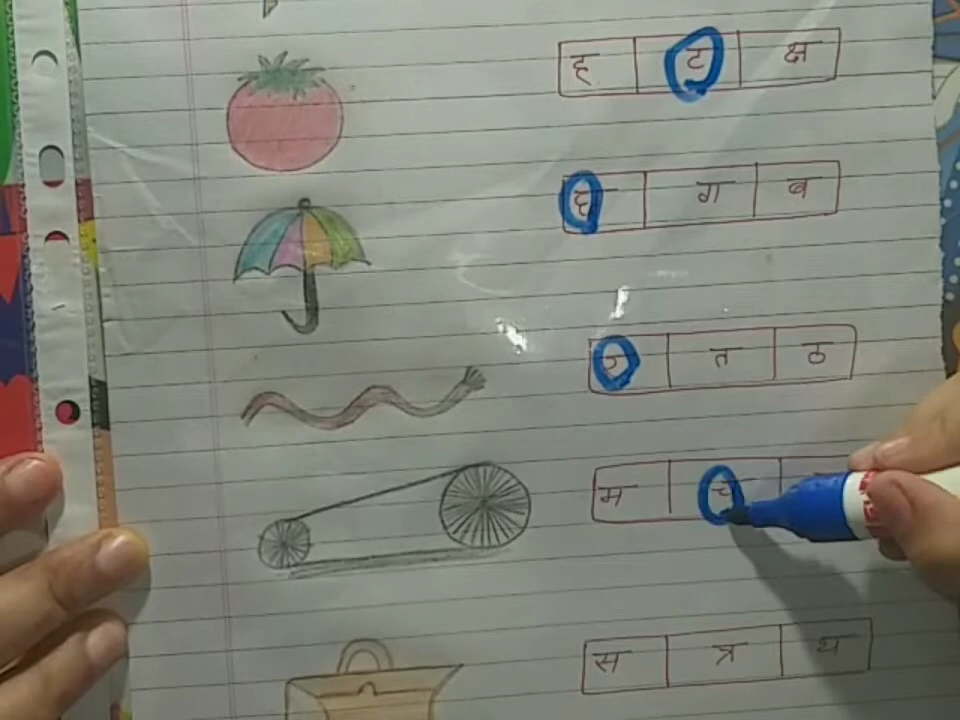 ह ट क्ष
छ ग ब
र त ठ
म च
स त्र थ